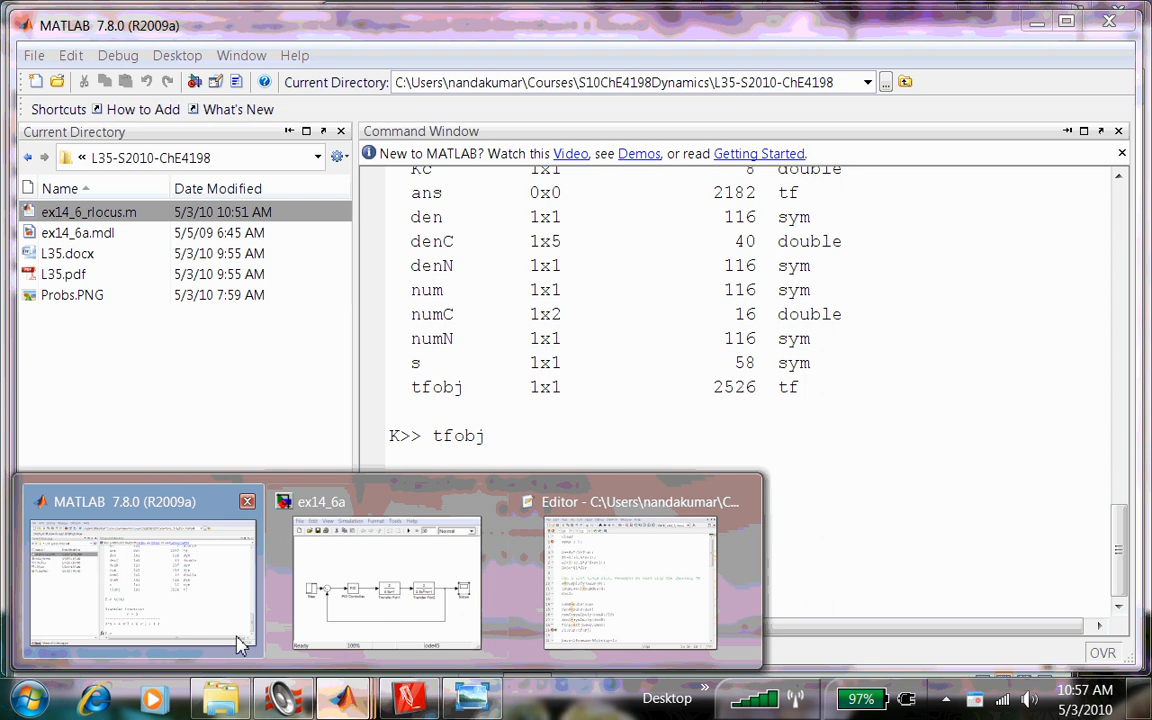 MATLAB 7.8.0 (R2009a)
File Edit Debug Desktop Window Help
Current Directory: C:\Users\nandakumar\Courses\S10ChE4198Dynamics\L35-S2010-ChE4198
Shortcuts How to Add What's New
Current Directory
« L35-S2010-ChE4198
Name Date Modified
ex14_6_rlocus.m 5/3/10 10:51 AM
ex14_6a.mdl 5/5/09 6:45 AM
L35.docx 5/3/10 9:55 AM
L35.pdf 5/3/10 9:55 AM
Probs.PNG 5/3/10 7:59 AM
Command Window
New to MATLAB? Watch this Video, see Demos, or read Getting Started.
Kc 1x1 8 double
ans 0x0 2182 tf
den 1x1 116 sym
denC 1x5 40 double
denN 1x1 116 sym
num 1x1 116 sym
numC 1x2 16 double
numN 1x1 116 sym
s 1x1 58 sym
tfobj 1x1 2526 tf
K>> tfobj
MATLAB 7.8.0 (R2009a)
ex14_6a
Editor - C:\Users\nandakumar\C...
OVR
Desktop »
97%
10:57 AM
5/3/2010